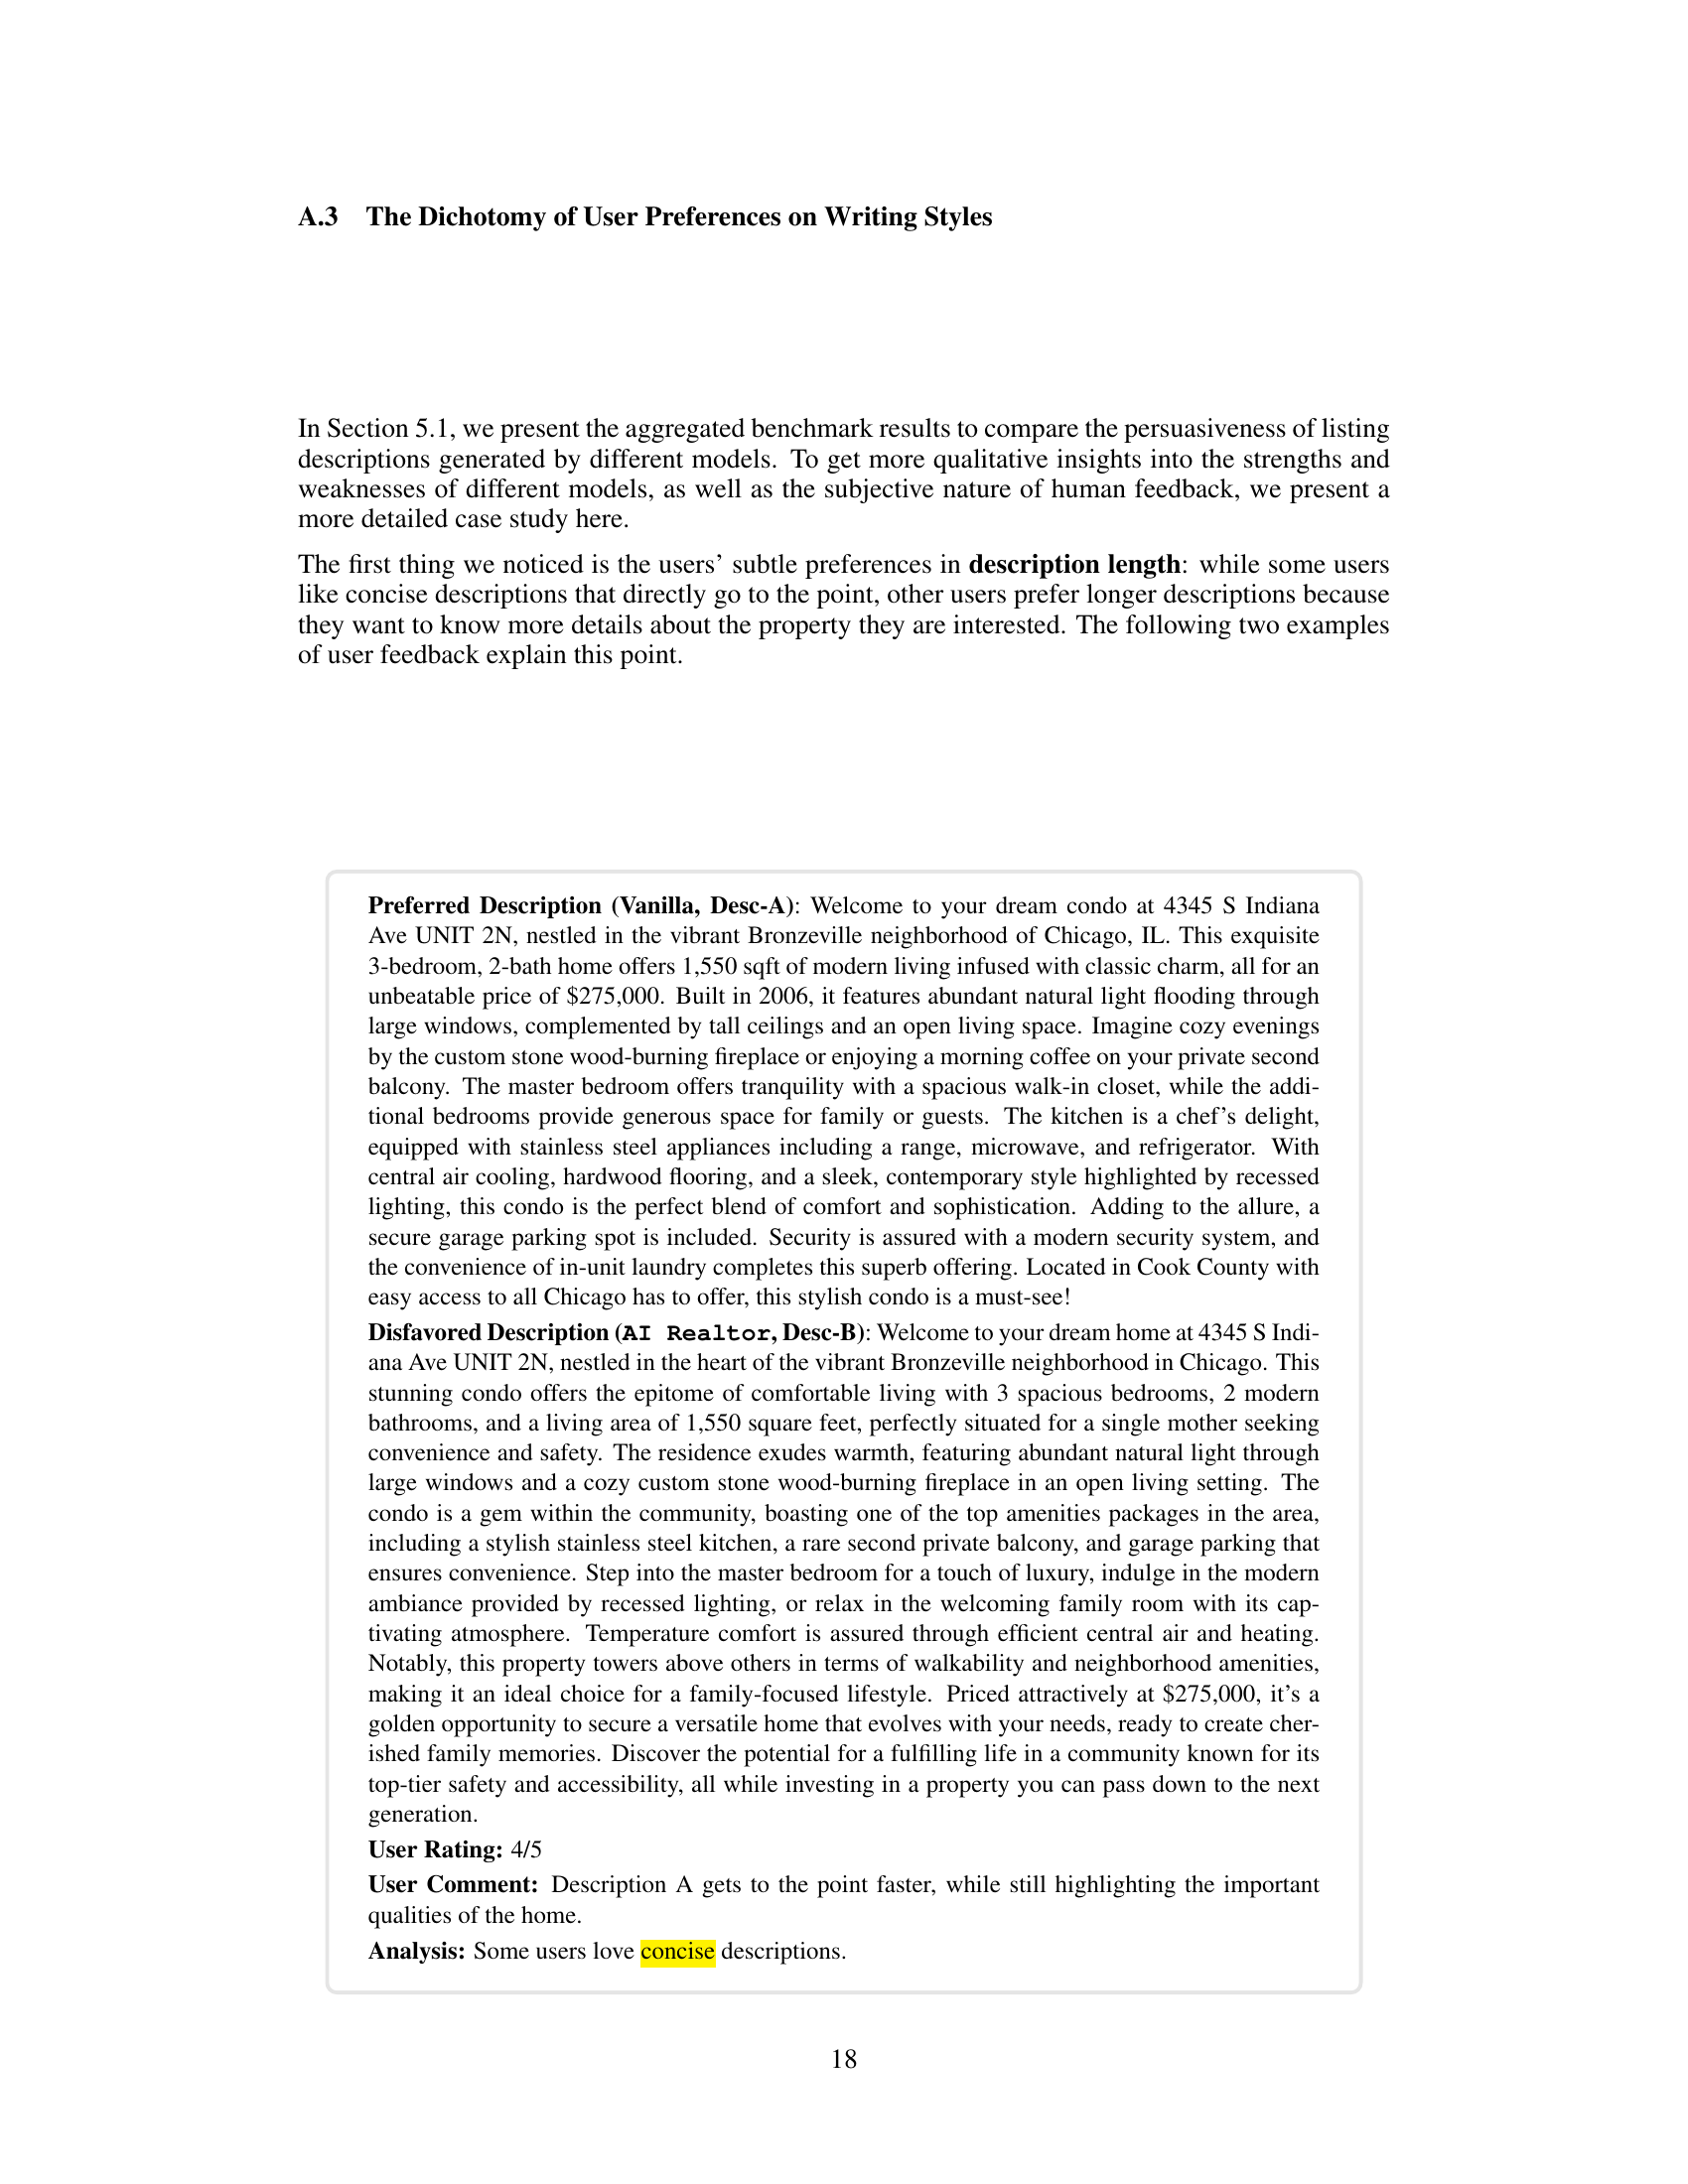 A.3 The Dichotomy of User Preferences on Writing Styles
In Section 5.1, we present the aggregated benchmark results to compare the persuasiveness of listing
descriptions generated by different models. To get more qualitative insights into the strengths and
weaknesses of different models, as well as the subjective nature of human feedback, we present a
more detailed case study here.
The first thing we noticed is the users' subtle preferences in description length: while some users
like concise descriptions that directly go to the point, other users prefer longer descriptions because
they want to know more details about the property they are interested. The following two examples
of user feedback explain this point.
Preferred Description (Vanilla, Desc-A): Welcome to your dream condo at 4345 S Indiana
Ave UNIT 2N, nestled in the vibrant Bronzeville neighborhood of Chicago, IL. This exquisite
3-bedroom, 2-bath home offers 1,550 sqft of modern living infused with classic charm, all for an
unbeatable price of $275,000. Built in 2006, it features abundant natural light flooding through
large windows, complemented by tall ceilings and an open living space. Imagine cozy evenings
by the custom stone wood-burning fireplace or enjoying a morning coffee on your private second
balcony. The master bedroom offers tranquility with a spacious walk-in closet, while the addi-
tional bedrooms provide generous space for family or guests. The kitchen is a chef's delight,
equipped with stainless steel appliances including a range, microwave, and refrigerator. With
central air cooling, hardwood flooring, and a sleek, contemporary style highlighted by recessed
lighting, this condo is the perfect blend of comfort and sophistication. Adding to the allure, a
secure garage parking spot is included. Security is assured with a modern security system, and
the convenience of in-unit laundry completes this superb offering. Located in Cook County with
easy access to all Chicago has to offer, this stylish condo is a must-see!
Disfavored Description (AI Realtor, Desc-B): Welcome to your dream home at 4345 S Indi-
ana Ave UNIT 2N, nestled in the heart of the vibrant Bronzeville neighborhood in Chicago. This
stunning condo offers the epitome of comfortable living with 3 spacious bedrooms, 2 modern
bathrooms, and a living area of 1,550 square feet, perfectly situated for a single mother seeking
convenience and safety. The residence exudes warmth, featuring abundant natural light through
large windows and a cozy custom stone wood-burning fireplace in an open living setting. The
condo is a gem within the community, boasting one of the top amenities packages in the area,
including a stylish stainless steel kitchen, a rare second private balcony, and garage parking that
ensures convenience. Step into the master bedroom for a touch of luxury, indulge in the modern
ambiance provided by recessed lighting, or relax in the welcoming family room with its cap-
tivating atmosphere. Temperature comfort is assured through efficient central air and heating.
Notably, this property towers above others in terms of walkability and neighborhood amenities,
making it an ideal choice for a family-focused lifestyle. Priced attractively at $275,000, it's a
golden opportunity to secure a versatile home that evolves with your needs, ready to create cher-
ished family memories. Discover the potential for a fulfilling life in a community known for its
top-tier safety and accessibility, all while investing in a property you can pass down to the next
generation.
User Rating: 4/5
User Comment: Description A gets to the point faster, while still highlighting the important
qualities of the home.
Analysis: Some users love concise descriptions.
18